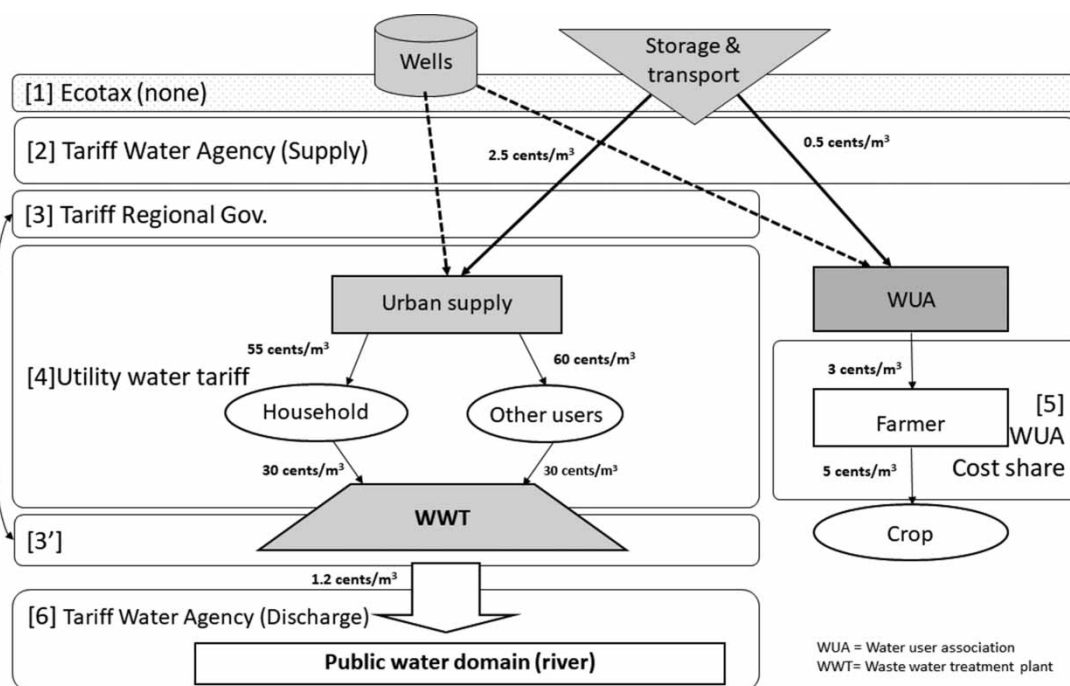 Wells
Storage &
transport
[1] Ecotax (none)
[2] Tariff Water Agency (Supply)
2.5 cents/m³
0.5 cents/m³
[3] Tariff Regional Gov.
Urban supply
WUA
55 cents/m³
60 cents/m³
3 cents/m³
[4]Utility water tariff
Household
Other users
Farmer
[5]
WUA
Cost share
30 cents/m³
30 cents/m³
5 cents/m³
WWT
Crop
[3']
1.2 cents/m³
[6] Tariff Water Agency (Discharge)
Public water domain (river)
WUA = Water user association
WWT= Waste water treatment plant